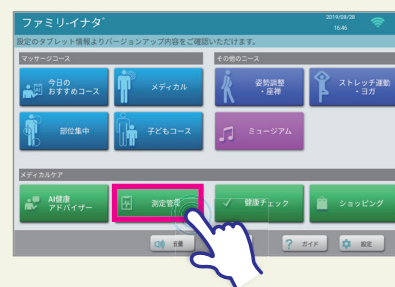 ファミリ-イナダ゛
2019/08/28
16:46
設定のタブレット情報よりバージョンアップ内容をご確認いただけます。
マッサージコース
その他のコース
今日の
おすすめコース
メディカル
姿勢調整
・座禅
ストレッチ運動
・ヨガ
部位集中
子どもコース
ミュージアム
メディカルケア
AI健康
アドバイザー
測定管理
健康チェック
ショッピング
音量
ガイド
設定